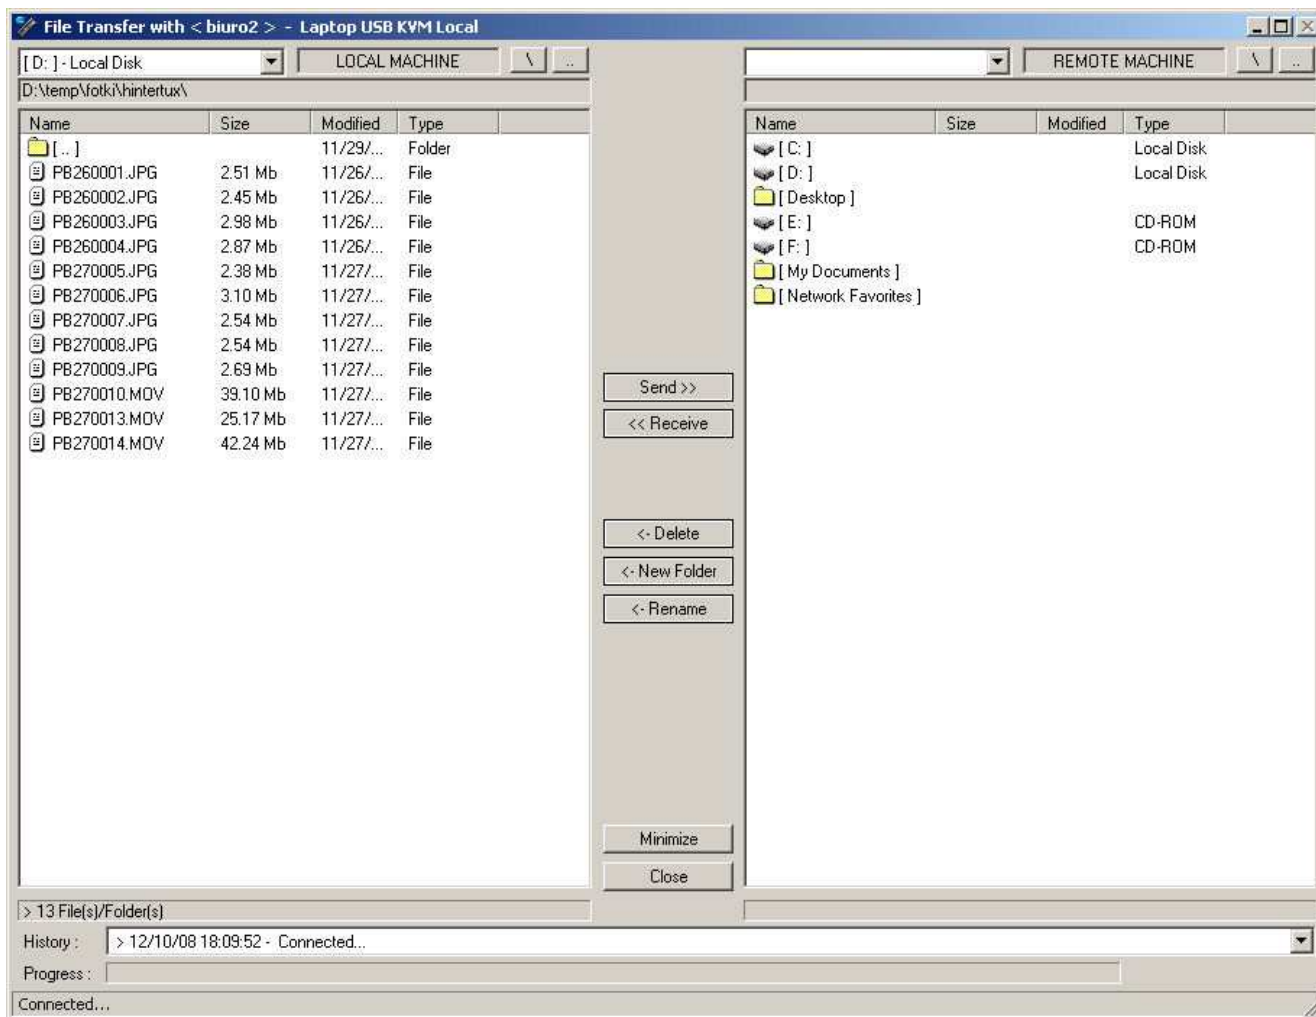 File Transfer with < biuro2 > - Laptop USB KVM Local
[ D: ] - Local Disk LOCAL MACHINE \ ..
D:\temp\fotki\hintertux\
Name Size Modified Type
[ .. ] 11/29/... Folder
PB260001.JPG 2.51 Mb 11/26/... File
PB260002.JPG 2.45 Mb 11/26/... File
PB260003.JPG 2.98 Mb 11/26/... File
PB260004.JPG 2.87 Mb 11/26/... File
PB270005.JPG 2.38 Mb 11/27/... File
PB270006.JPG 3.10 Mb 11/27/... File
PB270007.JPG 2.54 Mb 11/27/... File
PB270008.JPG 2.54 Mb 11/27/... File
PB270009.JPG 2.69 Mb 11/27/... File
PB270010.MOV 39.10 Mb 11/27/... File
PB270013.MOV 25.17 Mb 11/27/... File
PB270014.MOV 42.24 Mb 11/27/... File
> 13 File(s)/Folder(s)
Send >>
<< Receive
<- Delete
<- New Folder
<- Rename
Minimize
Close
REMOTE MACHINE \ ..
Name Size Modified Type
[ C: ] Local Disk
[ D: ] Local Disk
[ Desktop ]
[ E: ] CD-ROM
[ F: ] CD-ROM
[ My Documents ]
[ Network Favorites ]
History : > 12/10/08 18:09:52 - Connected...
Progress :
Connected...